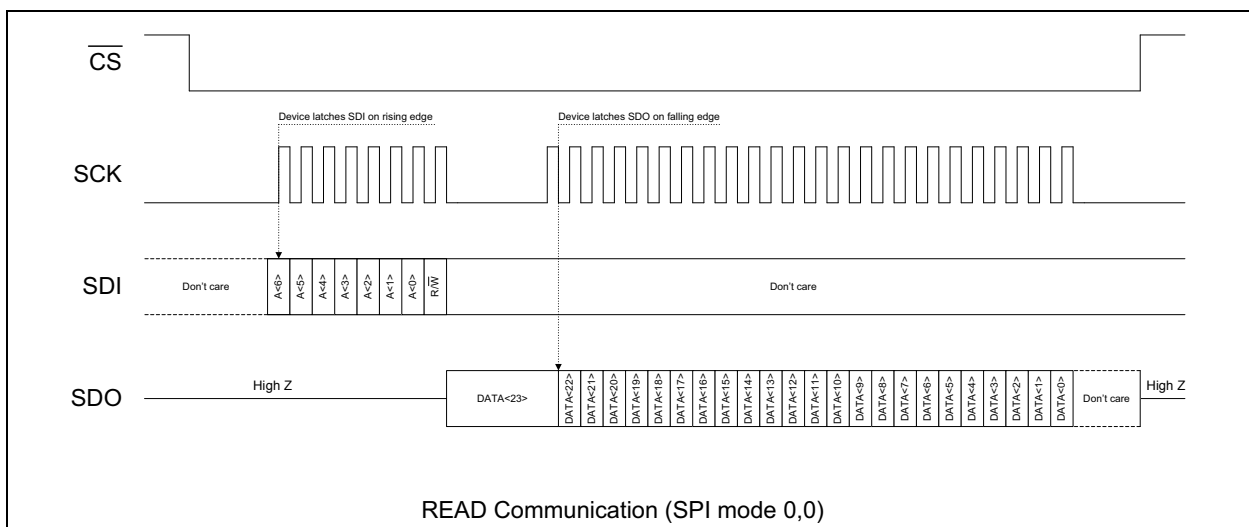 CS
Device latches SDI on rising edge
Device latches SDO on falling edge
SCK
SDI
Don't care
A<6>
A<5>
A<4>
A<3>
A<2>
A<1>
A<0>
R/W
Don't care
SDO
High Z
DATA<23>
DATA<22>
DATA<21>
DATA<20>
DATA<19>
DATA<18>
DATA<17>
DATA<16>
DATA<15>
DATA<14>
DATA<13>
DATA<12>
DATA<11>
DATA<10>
DATA<9>
DATA<8>
DATA<7>
DATA<6>
DATA<5>
DATA<4>
DATA<3>
DATA<2>
DATA<1>
DATA<0>
Don't care
High Z
READ Communication (SPI mode 0,0)